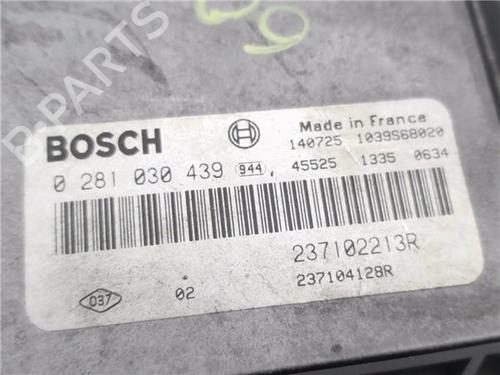 69
B-PARTS
BOSCH
Made in France
140725 1039S68020
0 281 030 439 944, 45525 1335 0634
237102213R
037 02 237104128R